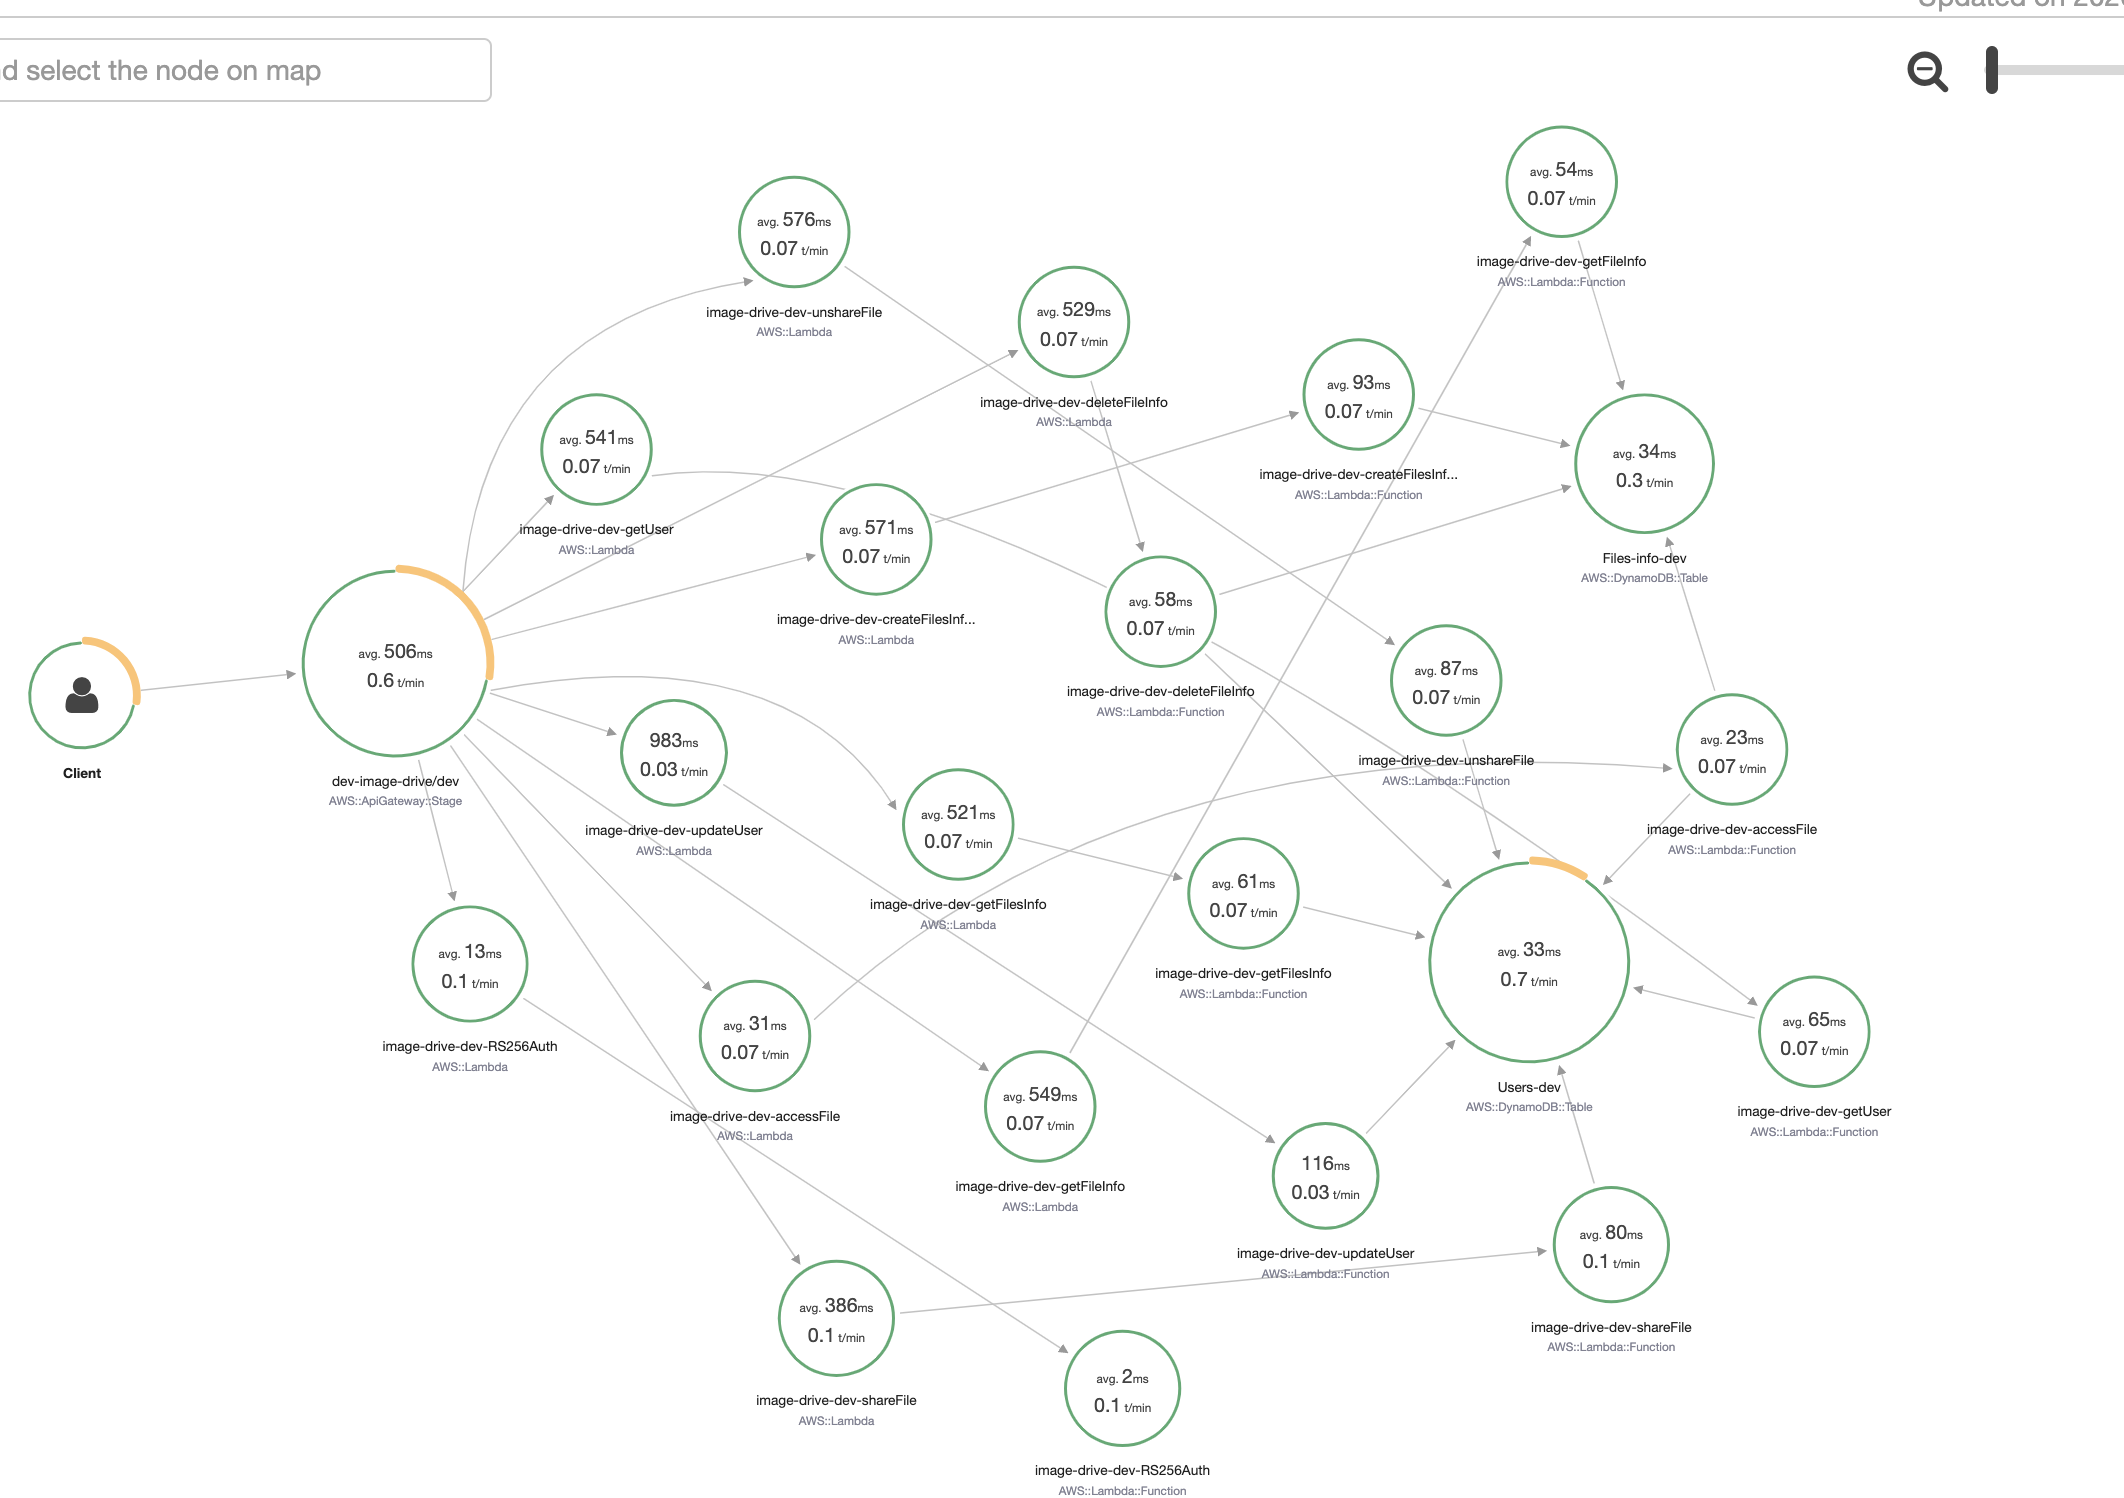 Updated on 202
d select the node on map
avg. 54ms
0.07 t/min
image-drive-dev-getFileInfo
AWS::Lambda::Function
avg. 576ms
0.07 t/min
image-drive-dev-unshareFile
AWS::Lambda
avg. 529ms
0.07 t/min
image-drive-dev-deleteFileInfo
AWS::Lambda
avg. 93ms
0.07 t/min
image-drive-dev-createFilesInf...
AWS::Lambda::Function
avg. 541ms
0.07 t/min
image-drive-dev-getUser
AWS::Lambda
avg. 34ms
0.3 t/min
Files-info-dev
AWS::DynamoDB::Table
avg. 571ms
0.07 t/min
image-drive-dev-createFilesInf...
AWS::Lambda
avg. 58ms
0.07 t/min
image-drive-dev-deleteFileInfo
AWS::Lambda::Function
avg. 506ms
0.6 t/min
dev-image-drive/dev
AWS::ApiGateway::Stage
Client
avg. 87ms
0.07 t/min
image-drive-dev-unshareFile
AWS::Lambda::Function
983ms
0.03 t/min
image-drive-dev-updateUser
AWS::Lambda
avg. 23ms
0.07 t/min
image-drive-dev-accessFile
AWS::Lambda::Function
avg. 521ms
0.07 t/min
image-drive-dev-getFilesInfo
AWS::Lambda
avg. 61ms
0.07 t/min
image-drive-dev-getFilesInfo
AWS::Lambda::Function
avg. 13ms
0.1 t/min
image-drive-dev-RS256Auth
AWS::Lambda
avg. 33ms
0.7 t/min
Users-dev
AWS::DynamoDB::Table
avg. 31ms
0.07 t/min
image-drive-dev-accessFile
AWS::Lambda
avg. 65ms
0.07 t/min
image-drive-dev-getUser
AWS::Lambda::Function
avg. 549ms
0.07 t/min
image-drive-dev-getFileInfo
AWS::Lambda
116ms
0.03 t/min
image-drive-dev-updateUser
AWS::Lambda::Function
avg. 80ms
0.1 t/min
image-drive-dev-shareFile
AWS::Lambda::Function
avg. 386ms
0.1 t/min
image-drive-dev-shareFile
AWS::Lambda
avg. 2ms
0.1 t/min
image-drive-dev-RS256Auth
AWS::Lambda::Function